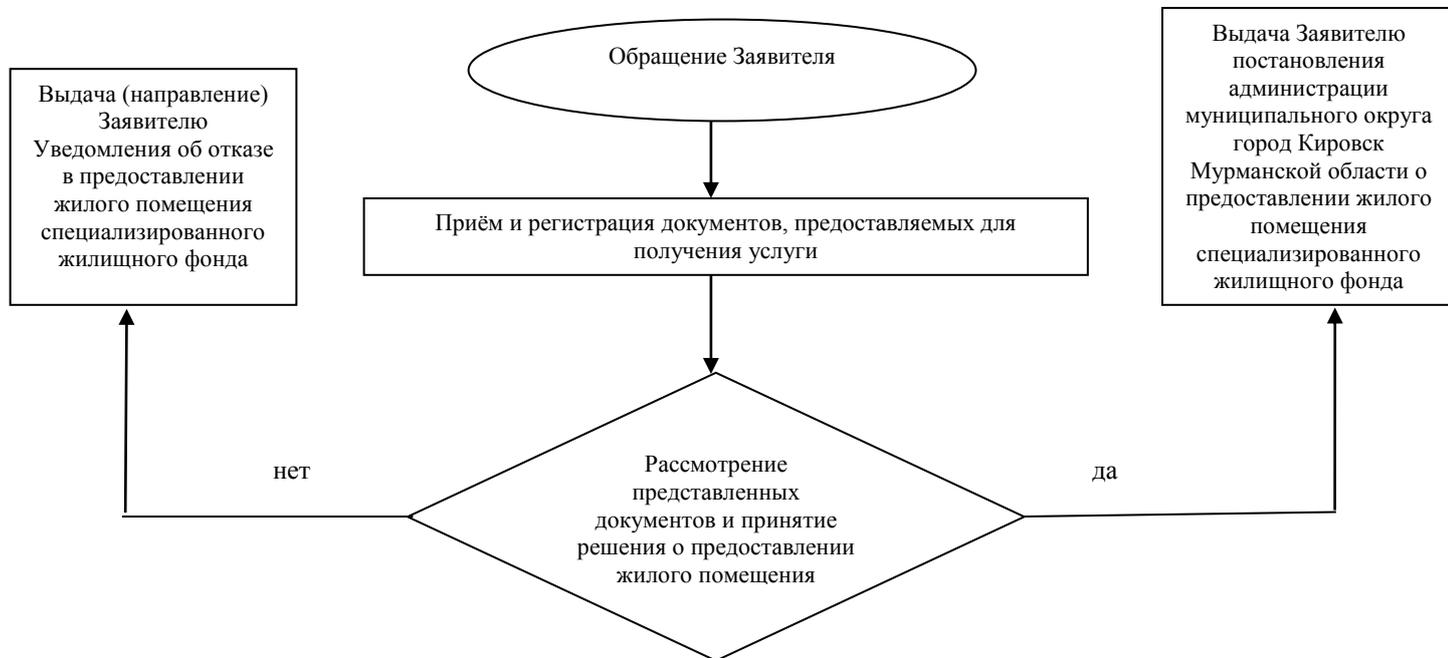 Обращение Заявителя
Выдача (направление)
Заявителю
Уведомления об отказе
в предоставлении
жилого помещения
специализированного
жилищного фонда
Выдача Заявителю
постановления
администрации
муниципального округа
город Кировск
Мурманской области о
предоставлении жилого
помещения
специализированного
жилищного фонда
Приём и регистрация документов, предоставляемых для
получения услуги
нет
Рассмотрение
представленных
документов и принятие
решения о предоставлении
жилого помещения
да